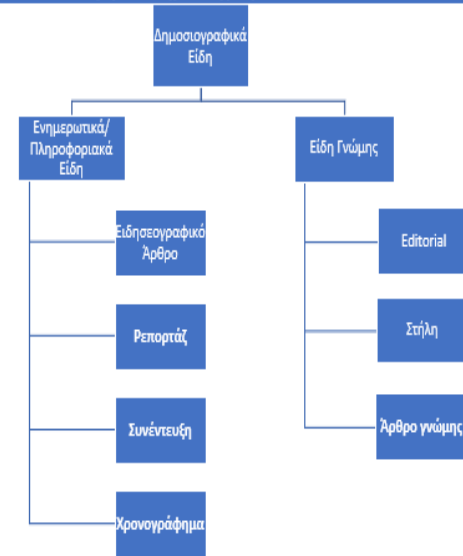 Δημοσιογραφικά
Είδη
Ενημερωτικά/
Πληροφοριακά
Είδη
Ειδησεογραφικό
Άρθρο
Ρεπορτάζ
Συνέντευξη
Χρονογράφημα
Είδη Γνώμης
Editorial
Στήλη
Άρθρο γνώμης